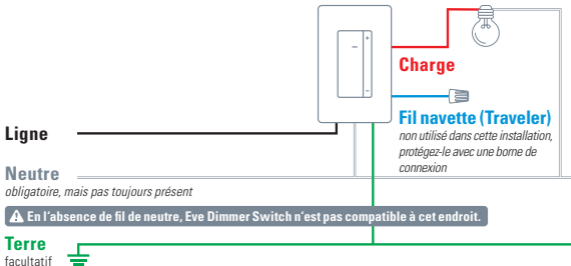 Charge
Fil navette (Traveler)
non utilisé dans cette installation,
protégez-le avec une borne de
connexion
Ligne
Neutre
obligatoire, mais pas toujours présent
En l'absence de fil de neutre, Eve Dimmer Switch n'est pas compatible à cet endroit.
Terre
facultatif